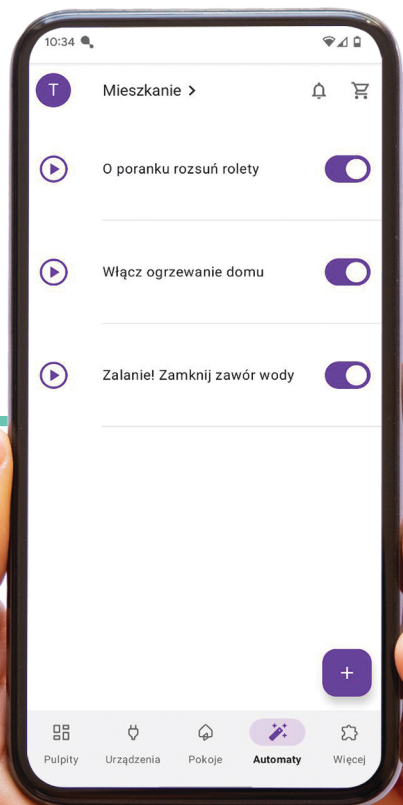 10:34
T
Mieszkanie
O poranku rozsuń rolety
Włącz ogrzewanie domu
Zalanie! Zamknij zawór wody
Pulpity Urządzenia Pokoje Automaty Więcej